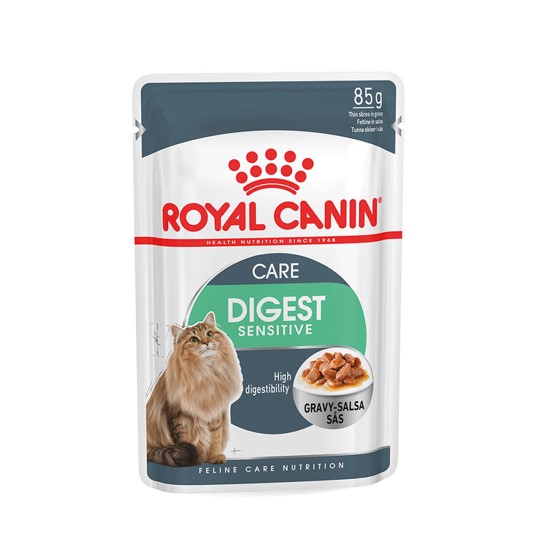 85g
Thin slices in gravy
Fettine in salsa
Tunna skivor i sås
ROYAL CANIN®
HEALTH NUTRITION SINCE 1968
CARE
DIGEST
SENSITIVE
High
digestibility
GRAVY-SALSA
SÅS
FELINE CARE NUTRITION